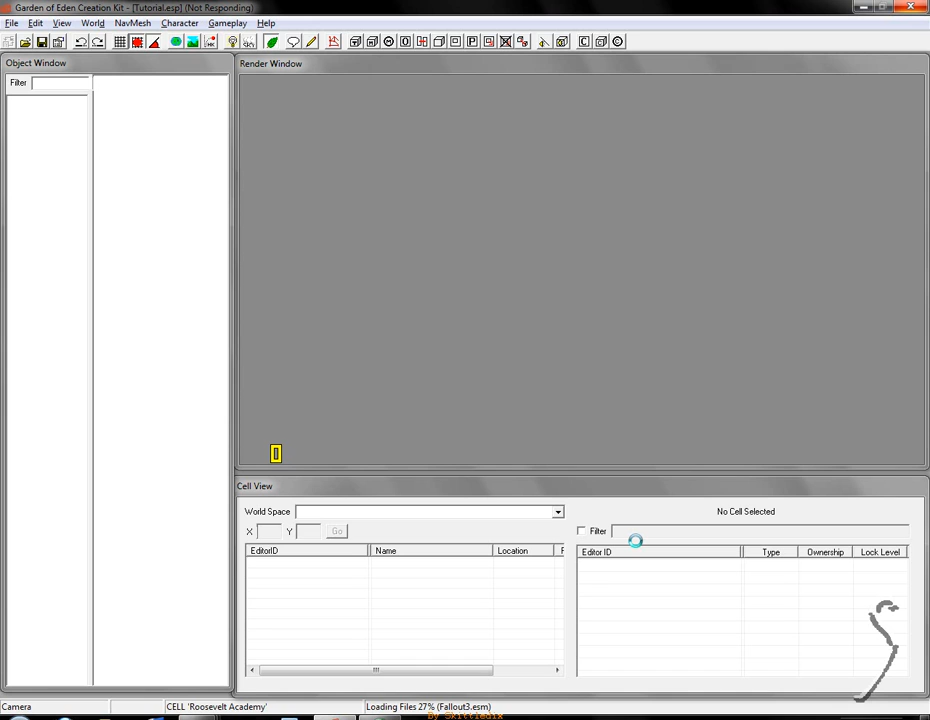 Garden of Eden Creation Kit - [Tutorial.esp] (Not Responding)
File Edit View World NavMesh Character Gameplay Help
Object Window
Render Window
Filter
Cell View
World Space
No Cell Selected
X Y Go
Filter
EditorID Name Location F
Editor ID Type Ownership Lock Level
Camera
CELL 'Roosevelt Academy'
Loading Files 27% (Fallout3.esm)
By Skittledix